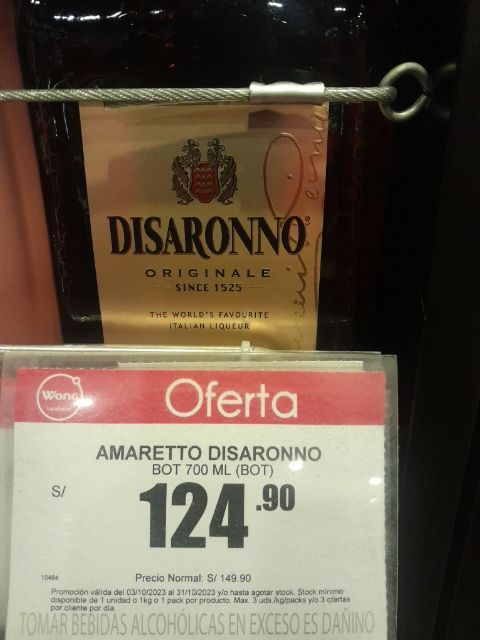 DISARONNO®
ORIGINALE
SINCE 1525
THE WORLD'S FAVOURITE
ITALIAN LIQUEUR
Wong
Oferta
AMARETTO DISARONNO
BOT 700 ML (BOT)
S/ 124.90
10464 Precio Normal: S/ 149.90
Promoción válida del 03/10/2023 al 31/10/2023 y/o hasta agotar stock. Stock mínimo
disponible de 1 unidad o 1kg o 1 pack por producto. Max. 3 uds./kg/packs y/o 3 ofertas
por cliente por día.
TOMAR BEBIDAS ALCOHÓLICAS EN EXCESO ES DAÑINO